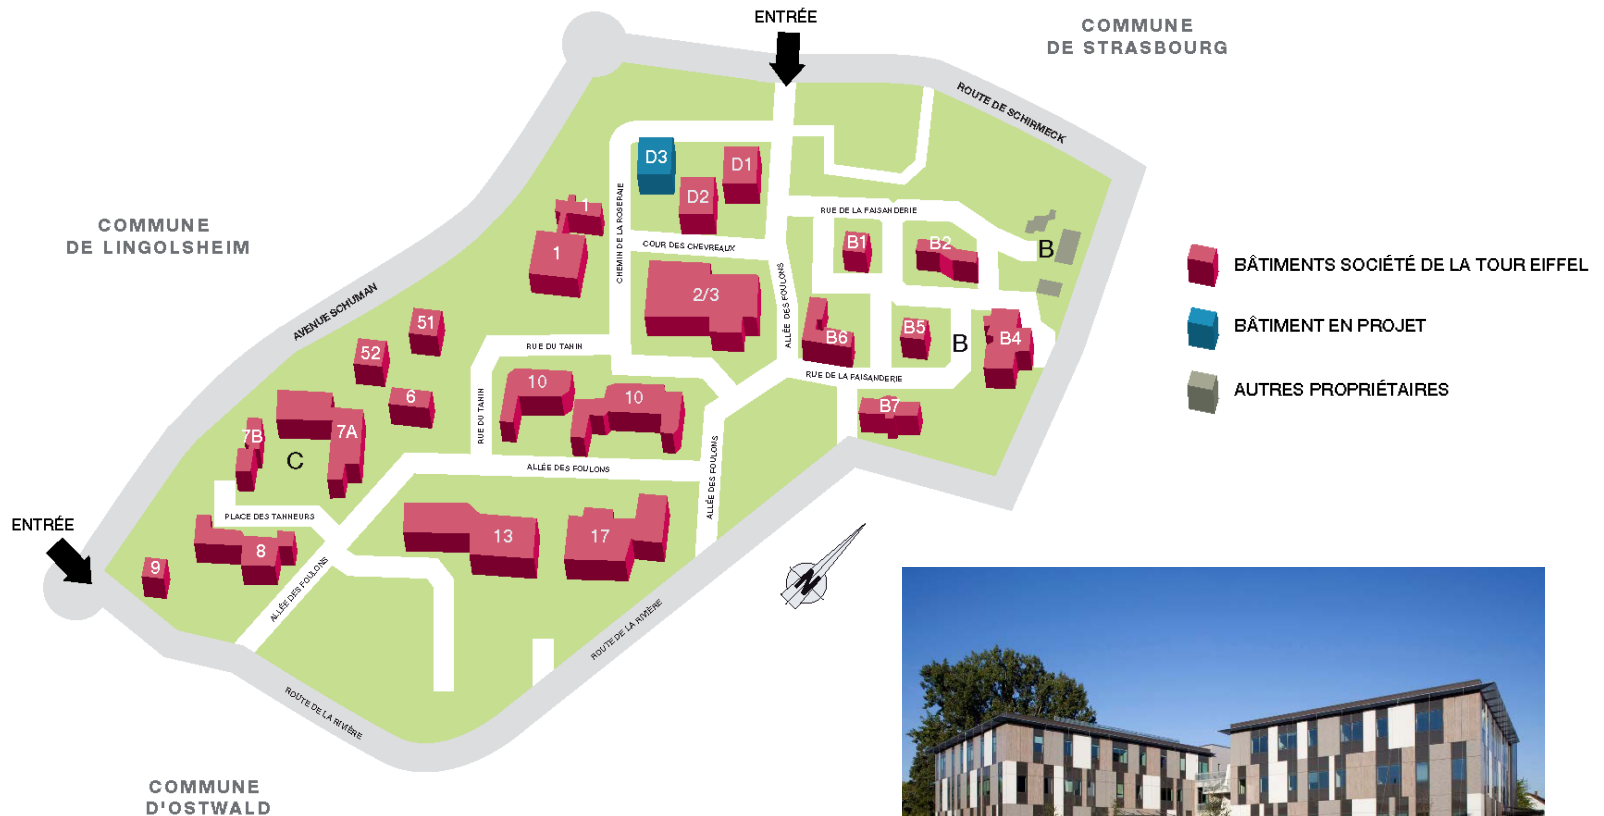 ENTRÉE
COMMUNE
DE STRASBOURG
ROUTE DE SCHIRMECK
D3
D1
D2
CHEMIN DE LA ROSERAIE
1
1
COMMUNE
DE LINGOLSHEIM
RUE DE LA FAISANDERIE
COUR DES CHEVREAUX
B1
B2
B
BÂTIMENTS SOCIÉTÉ DE LA TOUR EIFFEL
AVENUE SCHUMAN
2/3
ALLÉE DES FOULONS
51
52
B6
B5
B
B4
BÂTIMENT EN PROJET
RUE DU TANIN
RUE DE LA FAISANDERIE
AUTRES PROPRIÉTAIRES
6
10
10
B7
RUE DU TANIN
7B
7A
C
ALLÉE DES FOULONS
ALLÉE DES FOULONS
ENTRÉE
PLACE DES TANNEURS
13
17
8
9
ALLÉE DES FOULONS
N
ROUTE DE LA RIVIÈRE
ROUTE DE LA RIVIÈRE
COMMUNE
D'OSTWALD